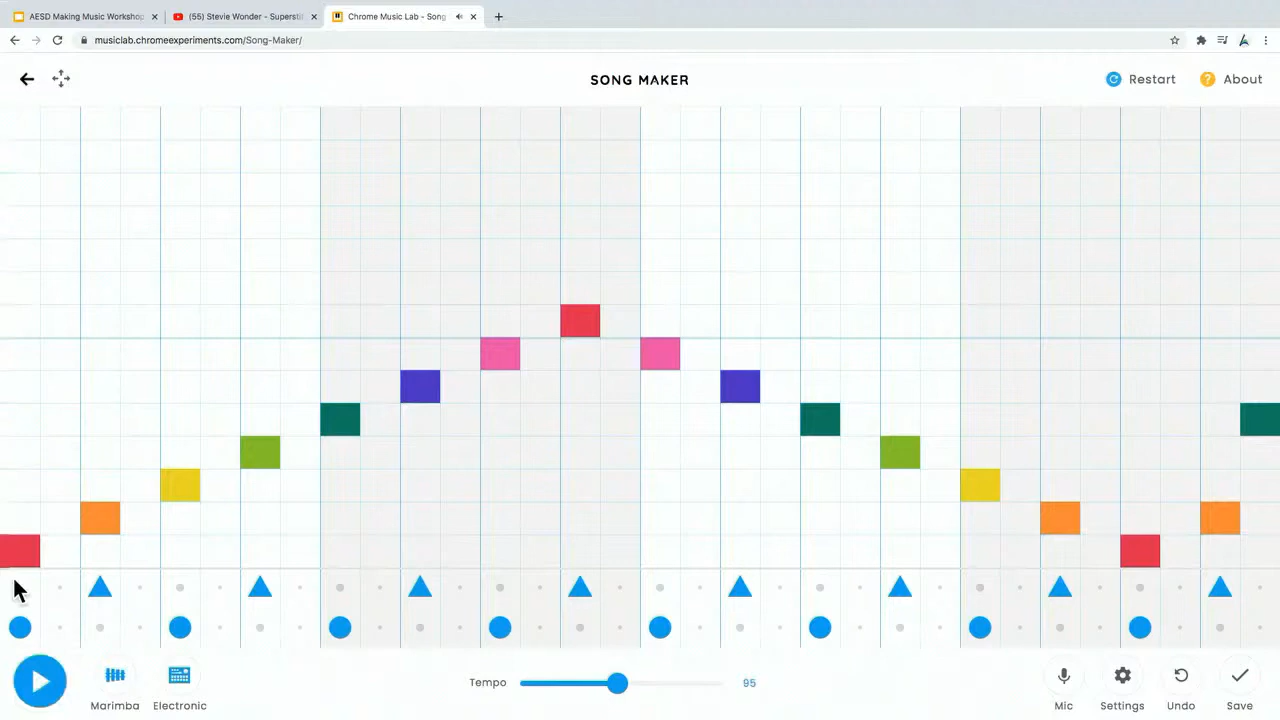 AESD Making Music Workshop
(55) Stevie Wonder - Supersti
Chrome Music Lab - Song
musiclab.chromeexperiments.com/Song-Maker/
SONG MAKER
Restart
About
Marimba
Electronic
Tempo
95
Mic
Settings
Undo
Save